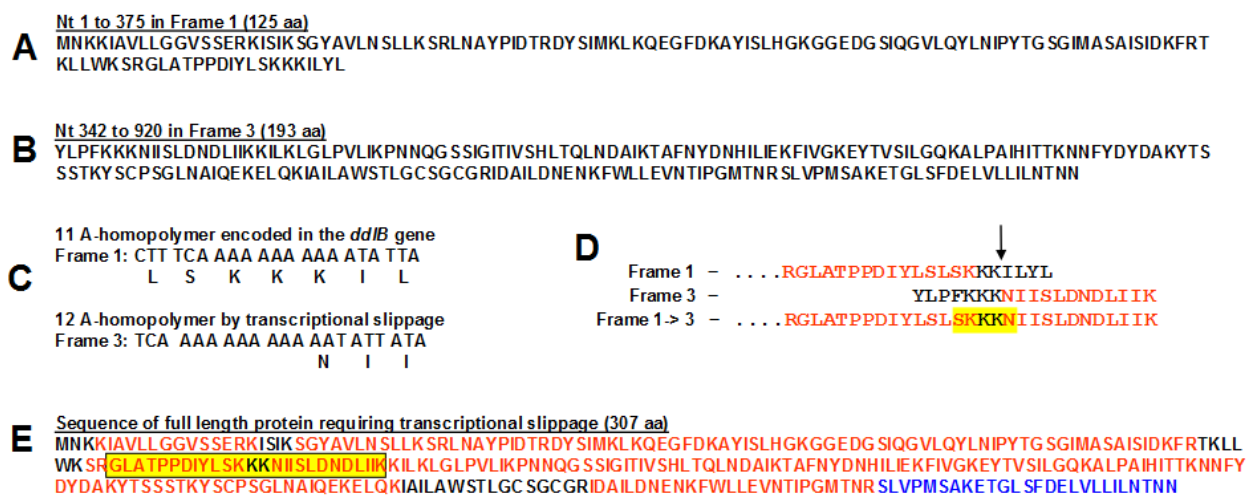 A
Nt 1 to 375 in Frame 1 (125 aa)
MNKKIAVLLGGVSSERKISIKSGYAVLNSLLKSRLNAYPIDTRDYSIMKLKQEGFDKAYISLHGKGGEDGSIQGVLQYLNIPYTGSGIMASAISIDKFRT
KLLWKSRGLATPPDIYLSKKKILYL
B
Nt 342 to 920 in Frame 3 (193 aa)
YLPFKKKNIISLDNDLIIKKILKLGLPVLIKPNNQGSSIGITIVSHLTQLNDAIKTAFNYDNHILIEKFIVGKEYTVSILGQKALPAIHITTKNNFYDYDAKYTS
SSTKYSCPSGLNAIQEKELQKIAILAWSTLGCSGCGRIDAILDNENKFWLLEVNTIPGMTNRSLVPMSAKETGLSFDELVLLILNTNN
C
11 A-homopolymer encoded in the ddlB gene
Frame 1: CTT TCA AAA AAA AAA ATA TTA
L S K K K I L
12 A-homopolymer by transcriptional slippage
Frame 3: TCA AAA AAA AAA AAT ATT ATA
N I I
D
Frame 1 – ....RGLATPPDIYLSLSKKKILYL
Frame 3 – YLPFKKKNIISLDNDLIIK
Frame 1-> 3 – ....RGLATPPDIYLSLSKKKNIISLDNDLIIK
E
Sequence of full length protein requiring transcriptional slippage (307 aa)
MNKKIAVLLGGVSSERKISIKSGYAVLNSLLKSRLNAYPIDTRDYSIMKLKQEGFDKAYISLHGKGGEDGSIQGVLQYLNIPYTGSGIMASAISIDKFRTKLL
WKSRGLATPPDIYLSKKKNIISLDNDLIIKKILKLGLPVLIKPNNQGSSIGITIVSHLTQLNDAIKTAFNYDNHILIEKFIVGKEYTVSILGQKALPAIHITTKNNFY
DYDAKYTSSSTKYSCPSGLNAIQEKELQKIAILAWSTLGCSGCGRIDAILDNENKFWLLEVNTIPGMTNRSLVPMSAKETGLSFDELVLLILNTNN